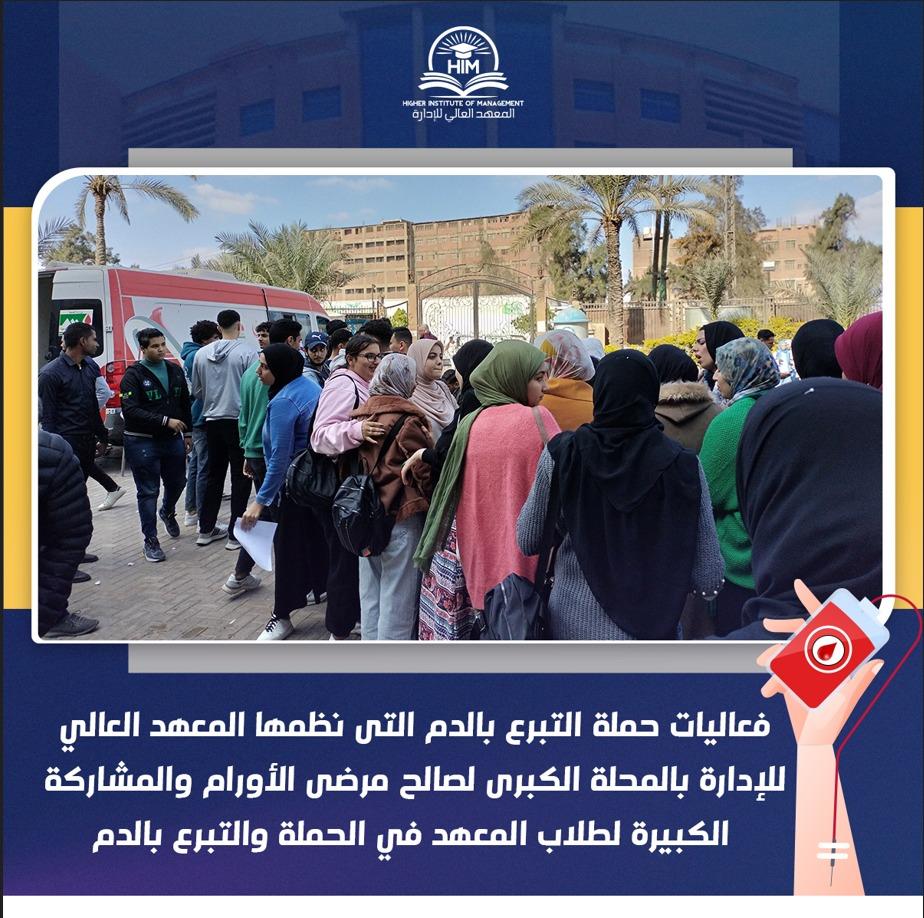 HIM
HIGHER INSTITUTE OF MANAGEMENT
المعهد العالي للإدارة
فعاليات حملة التبرع بالدم التى نظمها المعهد العالي
للإدارة بالمحلة الكبرى لصالح مرضى الأورام والمشاركة
الكبيرة لطلاب المعهد في الحملة والتبرع بالدم